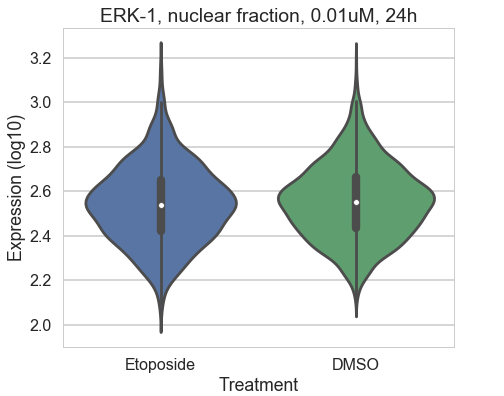 ERK-1, nuclear fraction, 0.01uM, 24h
Expression (log10)
3.2
3.0
2.8
2.6
2.4
2.2
2.0
Etoposide DMSO
Treatment